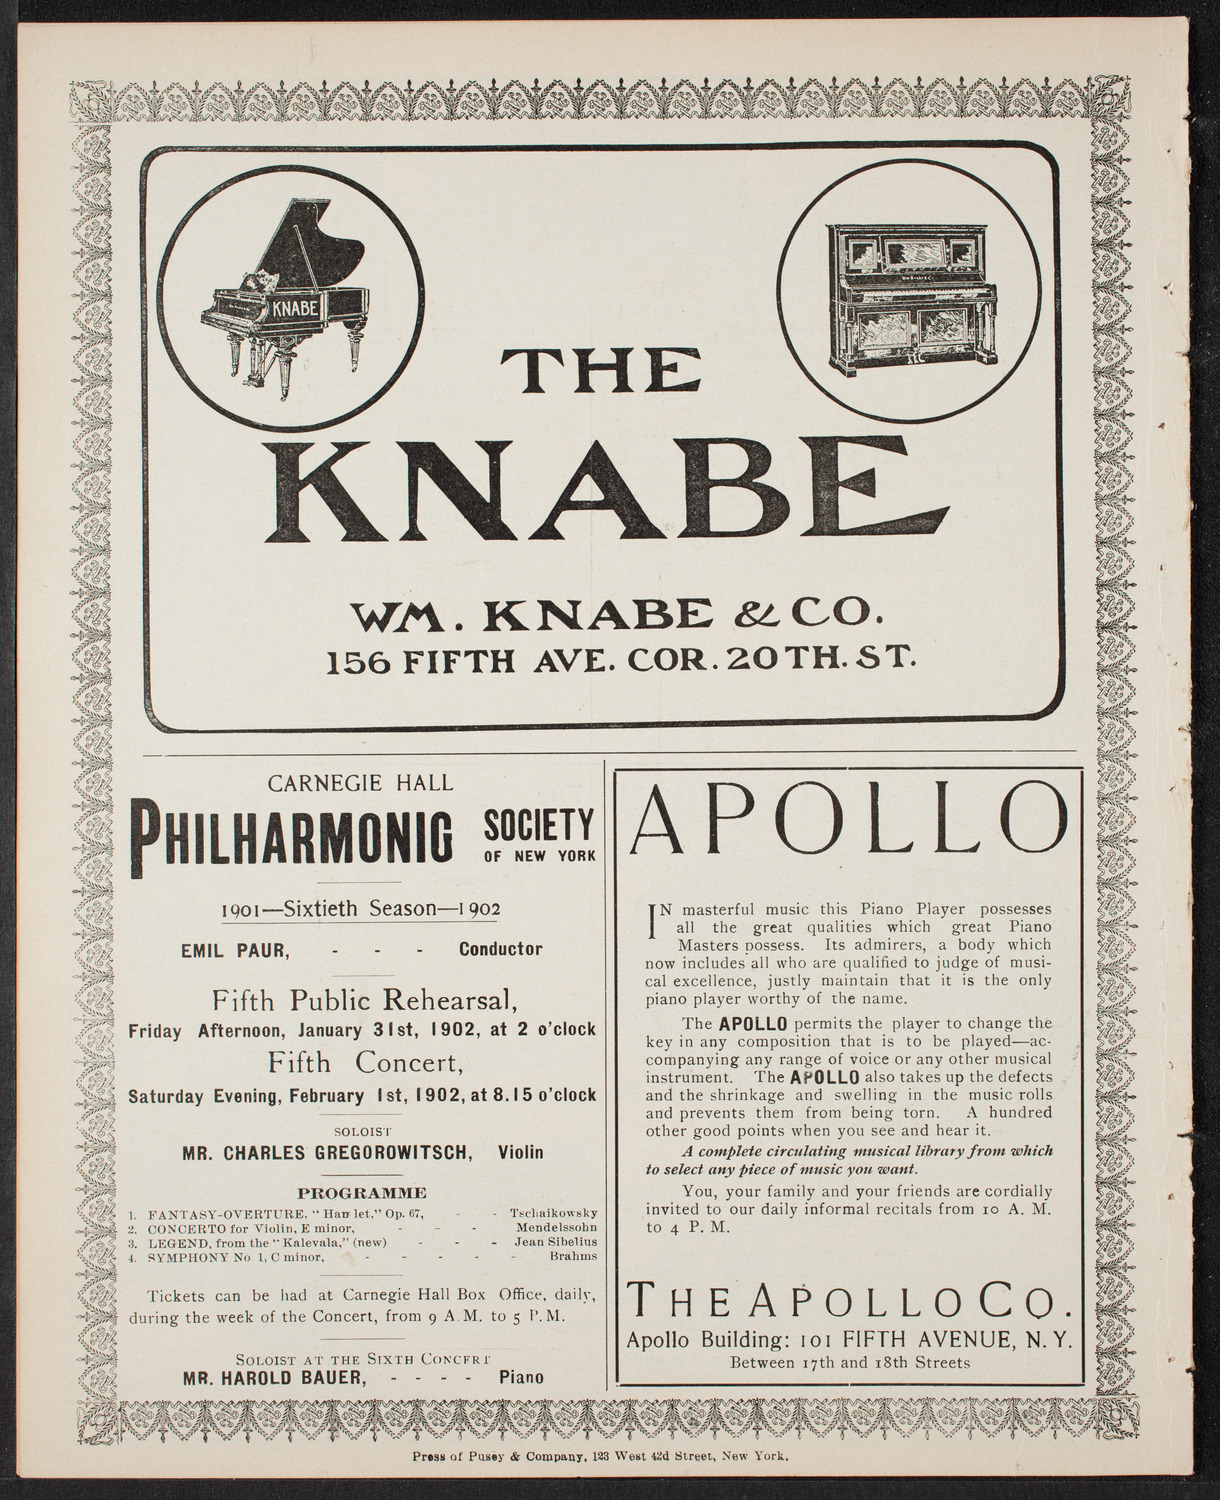 KNABE
THE
KNABE
WM. KNABE & CO.
156 FIFTH AVE. COR. 20TH. ST.
CARNEGIE HALL
PHILHARMONIC SOCIETY
OF NEW YORK
1901—Sixtieth Season—1902
EMIL PAUR, - - - Conductor
Fifth Public Rehearsal,
Friday Afternoon, January 31st, 1902, at 2 o'clock
Fifth Concert,
Saturday Evening, February 1st, 1902, at 8.15 o'clock
SOLOIST
MR. CHARLES GREGOROWITSCH, Violin
PROGRAMME
1. FANTASY-OVERTURE, "Hamlet," Op. 67, - - Tschaikowsky
2. CONCERTO for Violin, E minor, - - - Mendelssohn
3. LEGEND, from the "Kalevala," (new) - - Jean Sibelius
4. SYMPHONY No. 1, C minor, - - - - - Brahms
Tickets can be had at Carnegie Hall Box Office, daily,
during the week of the Concert, from 9 A.M. to 5 P.M.
SOLOIST AT THE SIXTH CONCERT
MR. HAROLD BAUER, - - - - Piano
APOLLO
IN masterful music this Piano Player possesses
all the great qualities which great Piano
Masters possess. Its admirers, a body which
now includes all who are qualified to judge of musi-
cal excellence, justly maintain that it is the only
piano player worthy of the name.
The APOLLO permits the player to change the
key in any composition that is to be played—ac-
companying any range of voice or any other musical
instrument. The APOLLO also takes up the defects
and the shrinkage and swelling in the music rolls
and prevents them from being torn. A hundred
other good points when you see and hear it.
A complete circulating musical library from which
to select any piece of music you want.
You, your family and your friends are cordially
invited to our daily informal recitals from 10 A. M.
to 4 P. M.
THE APOLLO CO.
Apollo Building: 101 FIFTH AVENUE, N. Y.
Between 17th and 18th Streets
Press of Pusey & Company, 123 West 42d Street, New York.